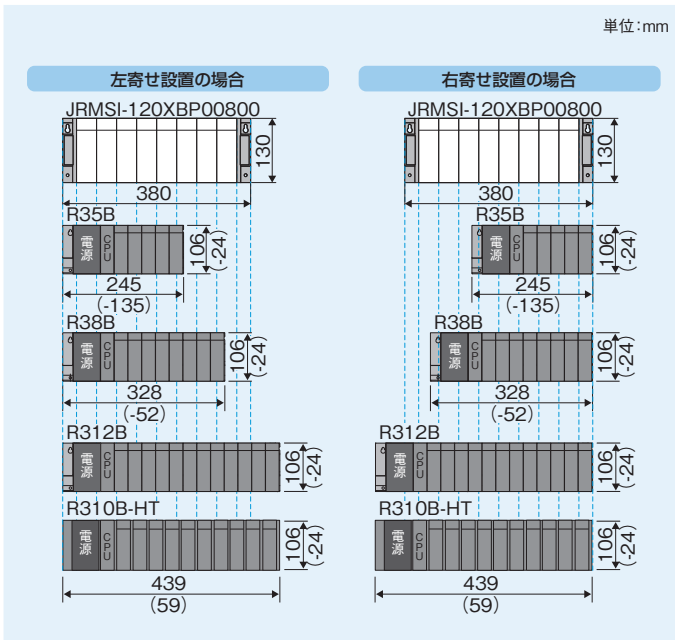 単位：mm
左寄せ設置の場合
JRMSI-120XBP00800
130
380
R35B
電源
CPU
106
(-24)
245
(-135)
R38B
電源
CPU
106
(-24)
328
(-52)
R312B
電源
CPU
106
(-24)
R310B-HT
電源
CPU
106
(-24)
439
(59)
右寄せ設置の場合
JRMSI-120XBP00800
130
380
R35B
電源
CPU
106
(-24)
245
(-135)
R38B
電源
CPU
106
(-24)
328
(-52)
R312B
電源
CPU
106
(-24)
R310B-HT
電源
CPU
106
(-24)
439
(59)